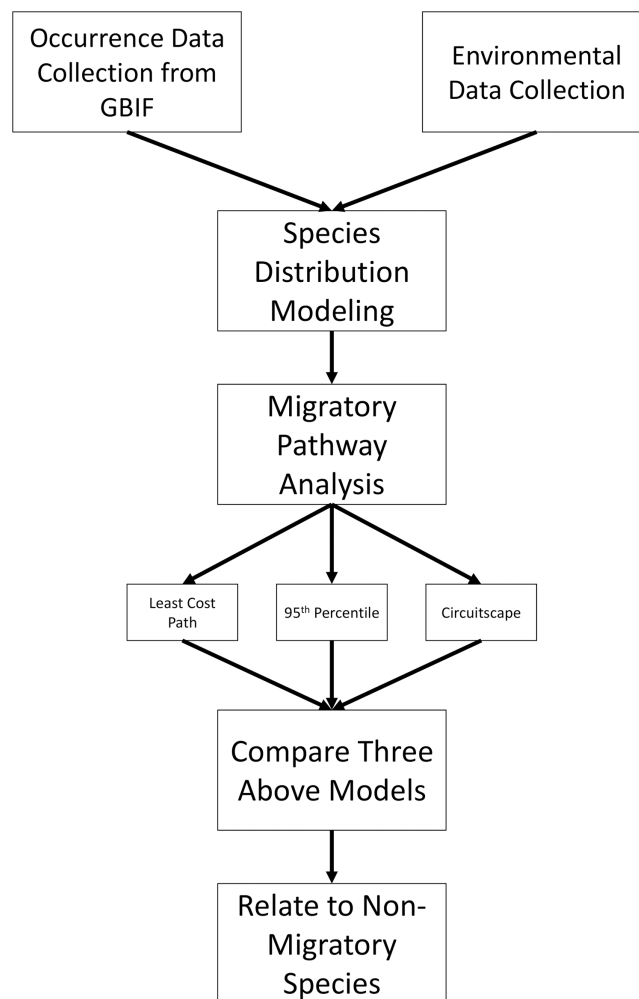 Occurrence Data
Collection from
GBIF
Environmental
Data Collection
Species
Distribution
Modeling
Migratory
Pathway
Analysis
Least Cost
Path
95th Percentile
Circuitscape
Compare Three
Above Models
Relate to Non-
Migratory
Species